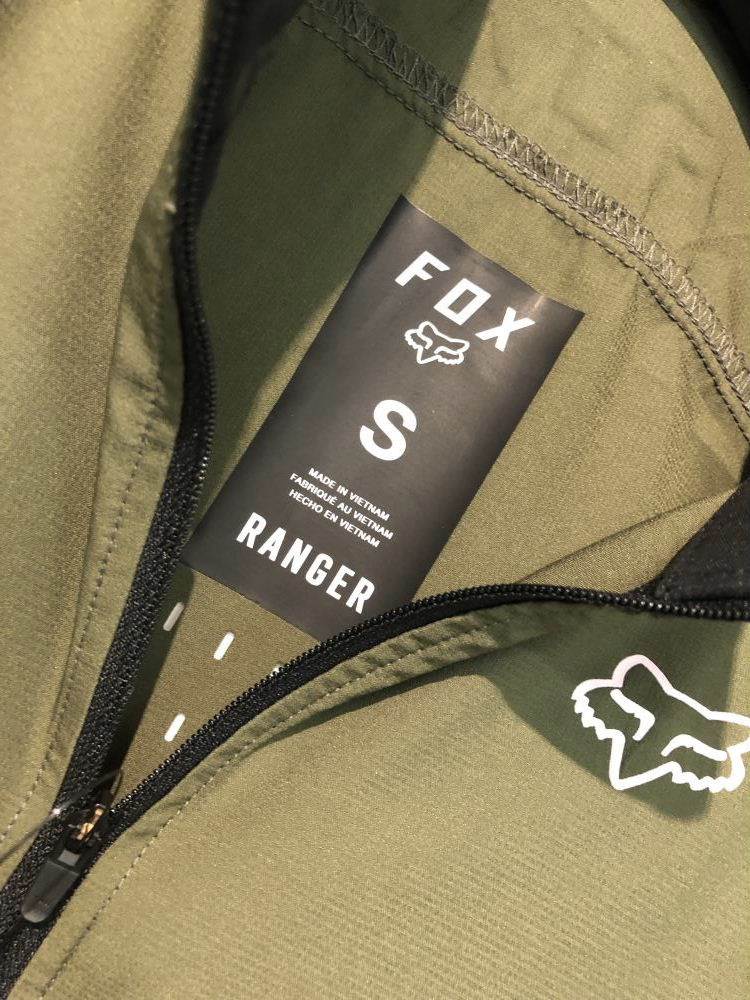 FOX
S
MADE IN VIETNAM
FABRIQUÉ AU VIETNAM
HECHO EN VIETNAM
RANGER